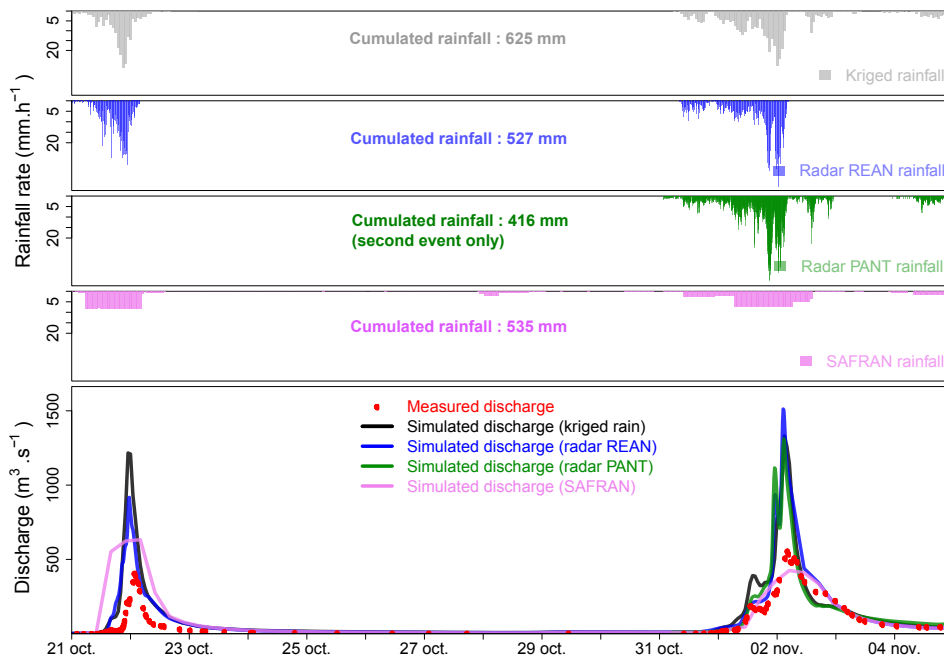 Rainfall rate (mm.h⁻¹)
5
20
Cumulated rainfall : 625 mm
Kriged rainfall
5
20
Cumulated rainfall : 527 mm
Radar REAN rainfall
5
20
Cumulated rainfall : 416 mm
(second event only)
Radar PANT rainfall
5
20
Cumulated rainfall : 535 mm
SAFRAN rainfall
Discharge (m³ .s⁻¹)
1500
1000
500
Measured discharge
Simulated discharge (kriged rain)
Simulated discharge (radar REAN)
Simulated discharge (radar PANT)
Simulated discharge (SAFRAN)
21 oct. 23 oct. 25 oct. 27 oct. 29 oct. 31 oct. 02 nov. 04 nov.